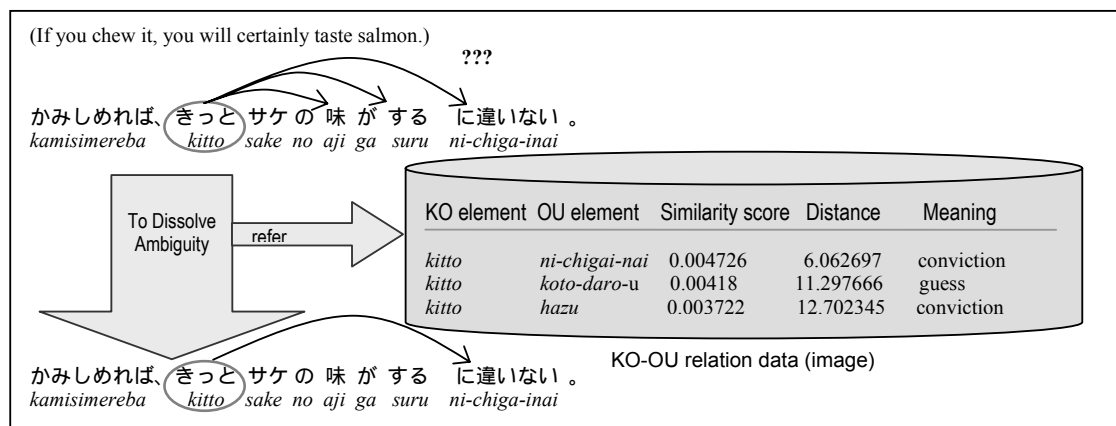 (If you chew it, you will certainly taste salmon.)
???
かみしめれば、きっと サケ の 味 が する に違いない 。
kamisimereba kitto sake no aji ga suru ni-chiga-inai
To Dissolve
Ambiguity
refer
KO element OU element Similarity score Distance Meaning
kitto ni-chigai-nai 0.004726 6.062697 conviction
kitto koto-daro-u 0.00418 11.297666 guess
kitto hazu 0.003722 12.702345 conviction
KO-OU relation data (image)
かみしめれば、きっと サケ の 味 が する に違いない 。
kamisimereba kitto sake no aji ga suru ni-chiga-inai